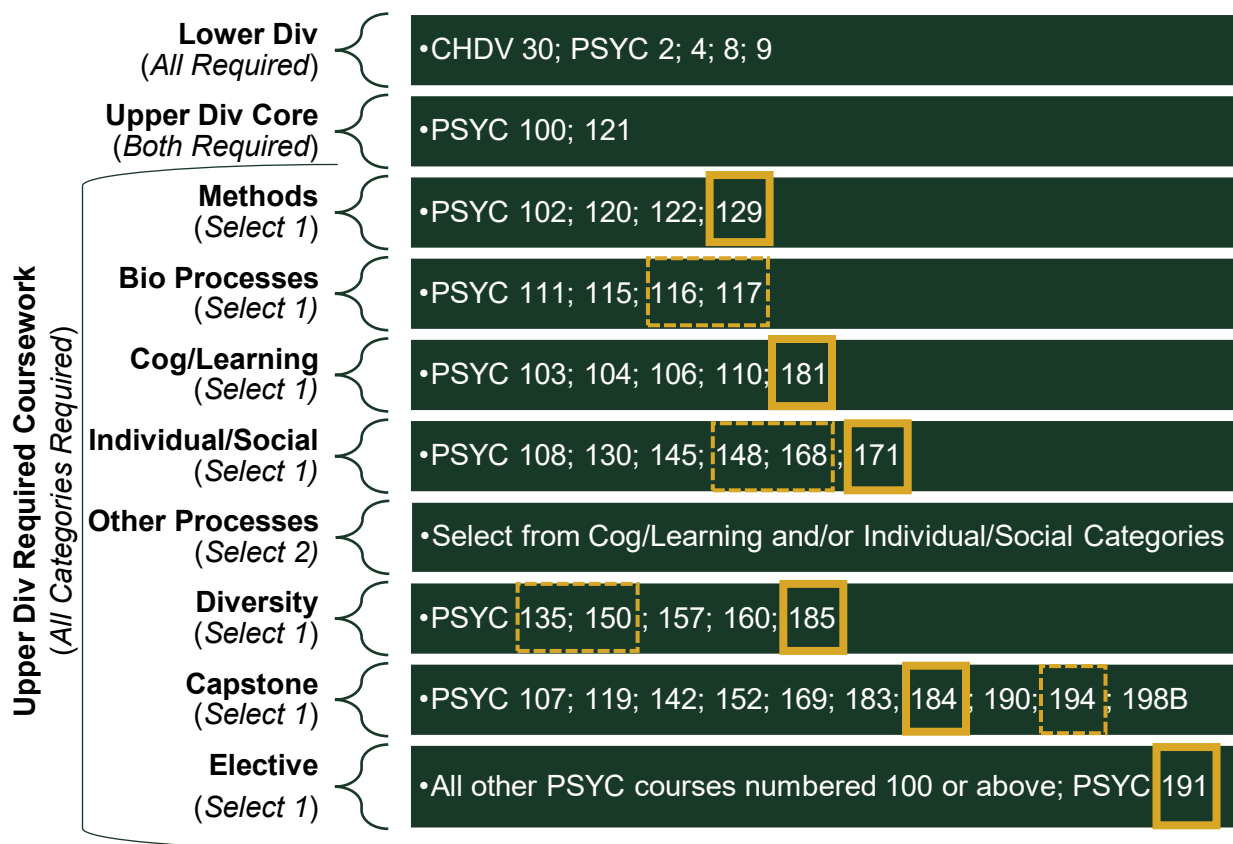 Lower Div
(All Required)
•CHDV 30; PSYC 2; 4; 8; 9
Upper Div Core
(Both Required)
•PSYC 100; 121
Upper Div Required Coursework
(All Categories Required)
Methods
(Select 1)
•PSYC 102; 120; 122; 129
Bio Processes
(Select 1)
•PSYC 111; 115; 116; 117
Cog/Learning
(Select 1)
•PSYC 103; 104; 106; 110; 181
Individual/Social
(Select 1)
•PSYC 108; 130; 145; 148; 168; 171
Other Processes
(Select 2)
•Select from Cog/Learning and/or Individual/Social Categories
Diversity
(Select 1)
•PSYC 135; 150; 157; 160; 185
Capstone
(Select 1)
•PSYC 107; 119; 142; 152; 169; 183; 184; 190; 194; 198B
Elective
(Select 1)
•All other PSYC courses numbered 100 or above; PSYC 191